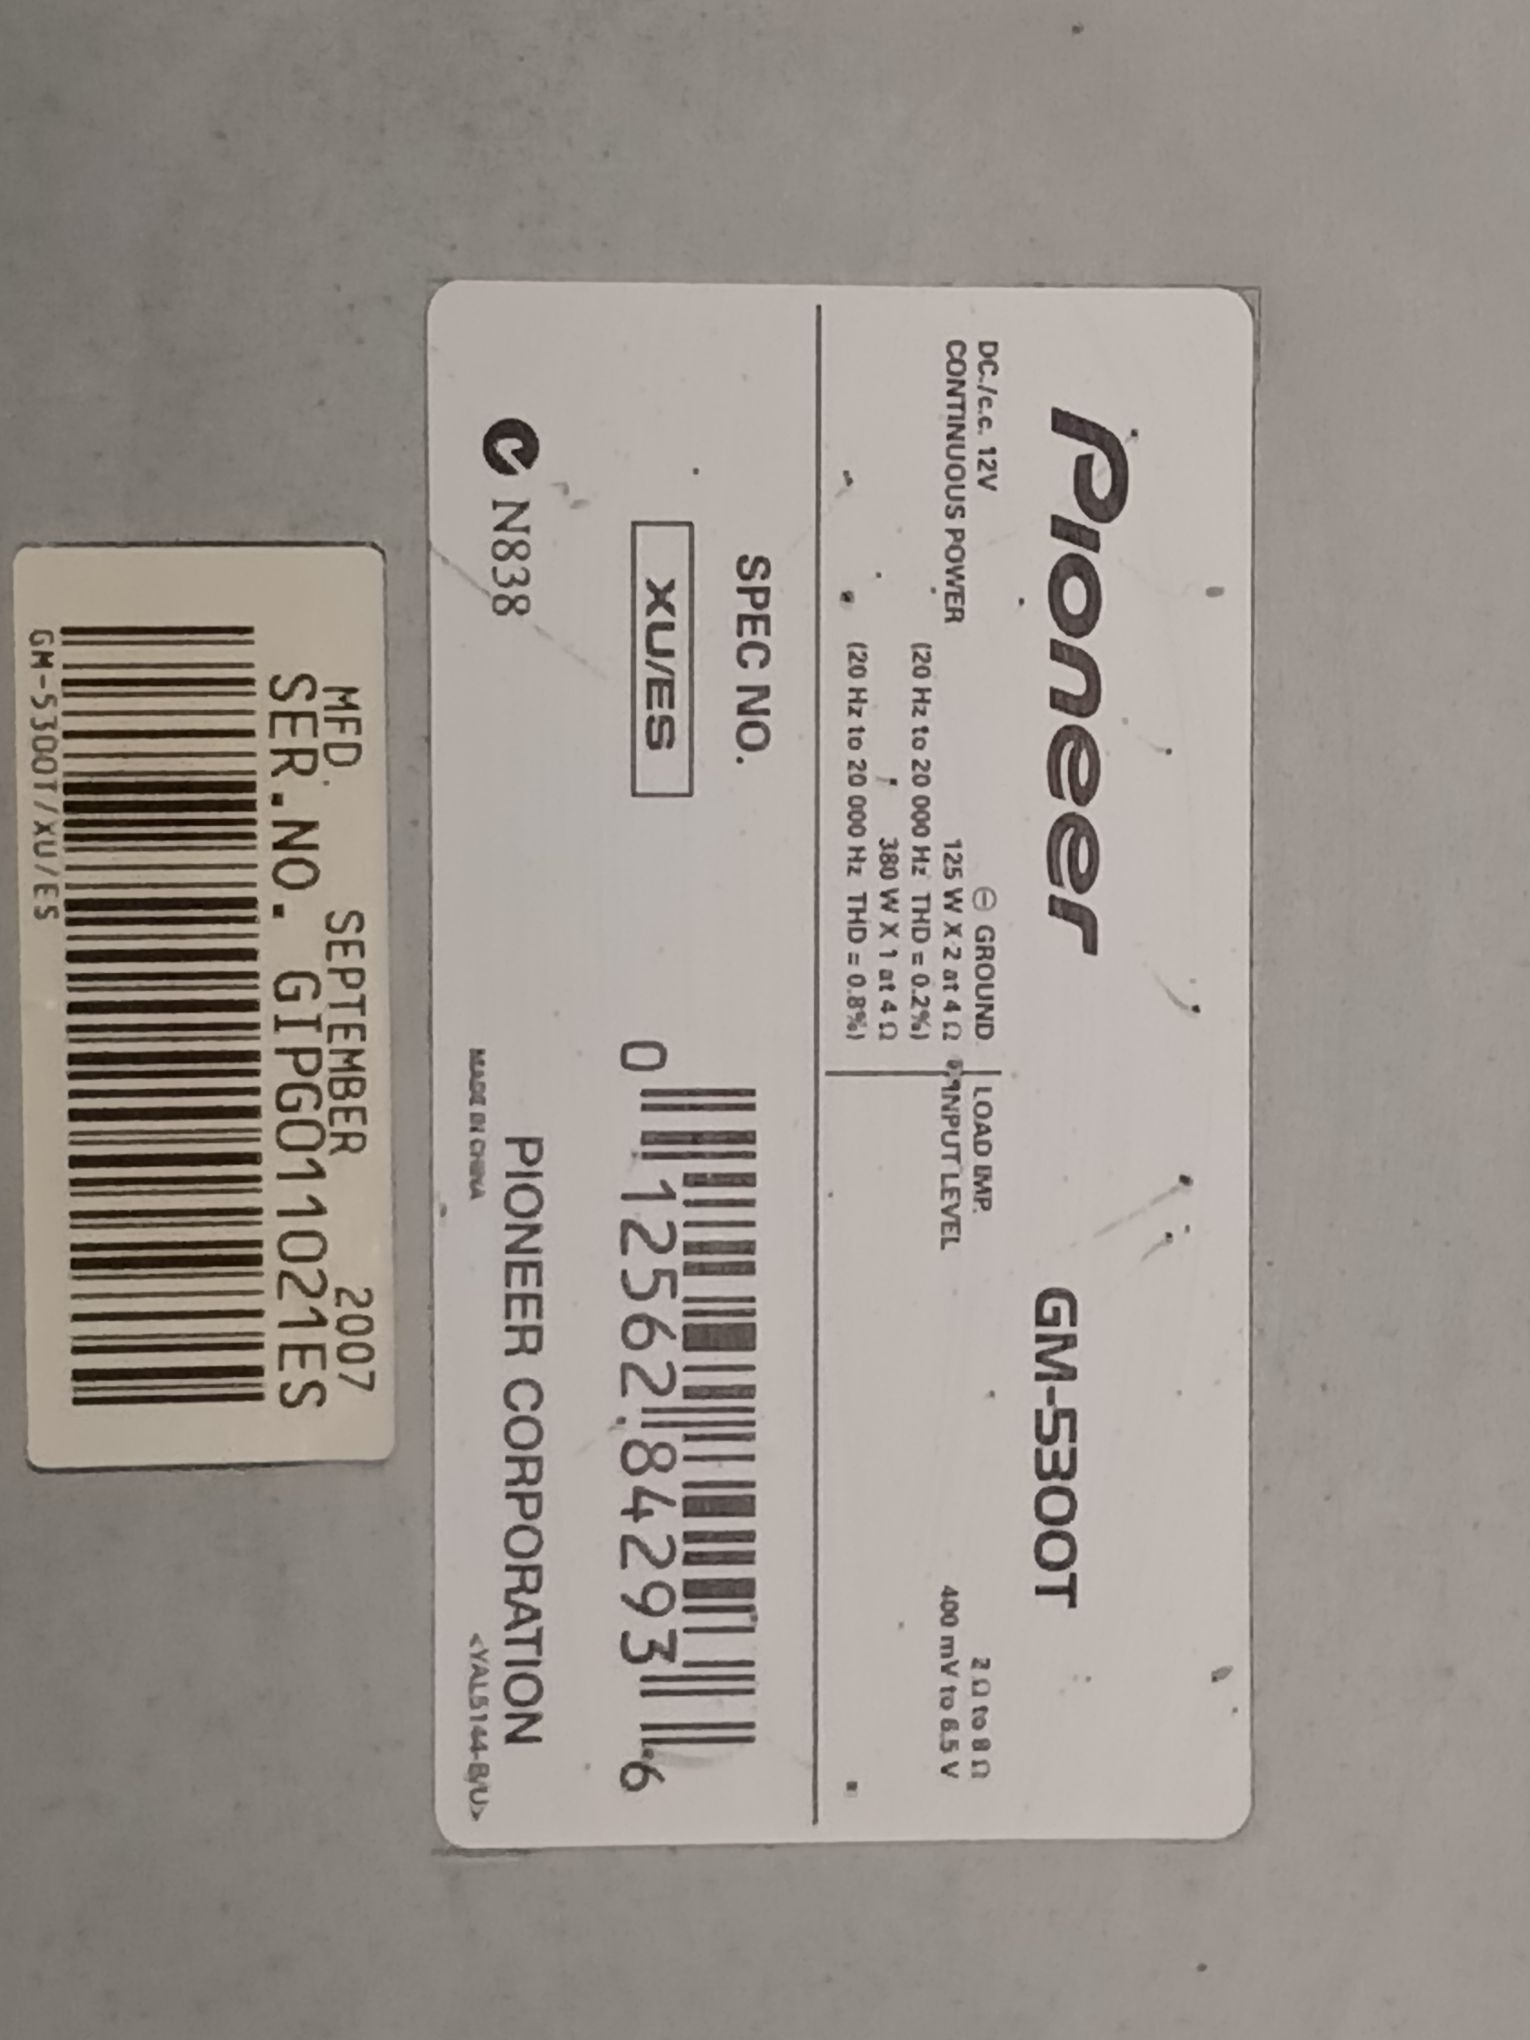 Pioneer GM-5300T
DC./c.c. 12V ⊖ GROUND LOAD IMP. 2 Ω to 8 Ω
CONTINUOUS POWER 125 W X 2 at 4 Ω INPUT LEVEL 400 mV to 6.5 V
(20 Hz to 20 000 Hz THD = 0.2%)
380 W X 1 at 4 Ω
(20 Hz to 20 000 Hz THD = 0.8%)
SPEC NO.
XU/ES
0 12562 84293 6
N838
PIONEER CORPORATION
MADE IN CHINA <YAL5144-B/U>
MFD. SEPTEMBER 2007
SER.NO. GIPG011021ES
GM-5300T/XU/ES